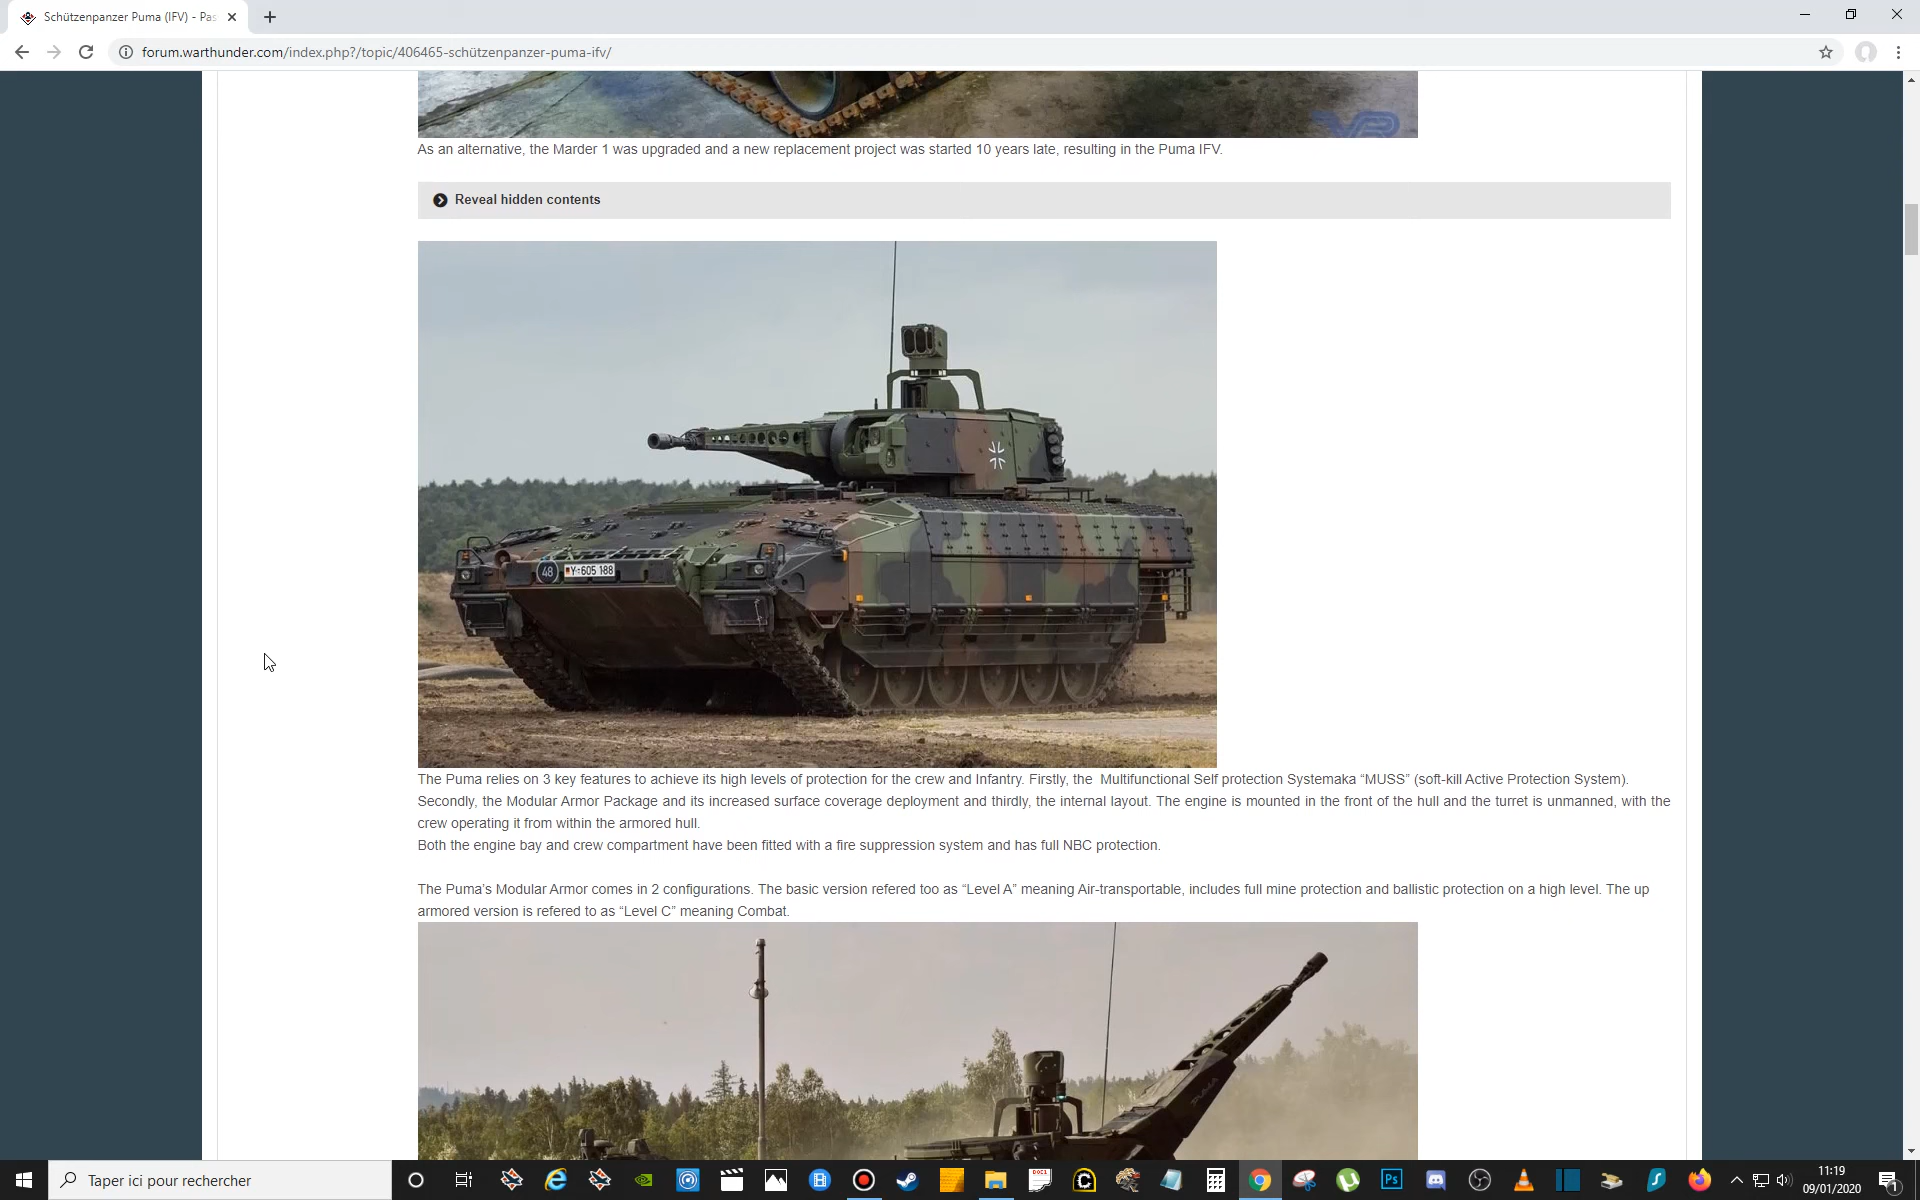 Schützenpanzer Puma (IFV) - Pas
forum.warthunder.com/index.php?/topic/406465-schützenpanzer-puma-ifv/
As an alternative, the Marder 1 was upgraded and a new replacement project was started 10 years late, resulting in the Puma IFV.
Reveal hidden contents
48
Y-605 188
The Puma relies on 3 key features to achieve its high levels of protection for the crew and Infantry. Firstly, the  Multifunctional Self protection Systemaka “MUSS” (soft-kill Active Protection System).
Secondly, the Modular Armor Package and its increased surface coverage deployment and thirdly, the internal layout. The engine is mounted in the front of the hull and the turret is unmanned, with the
crew operating it from within the armored hull.
Both the engine bay and crew compartment have been fitted with a fire suppression system and has full NBC protection.
The Puma’s Modular Armor comes in 2 configurations. The basic version refered too as “Level A” meaning Air-transportable, includes full mine protection and ballistic protection on a high level. The up
armored version is refered to as “Level C” meaning Combat.
PUMA
Taper ici pour rechercher
Ps
11:19
09/01/2020
1